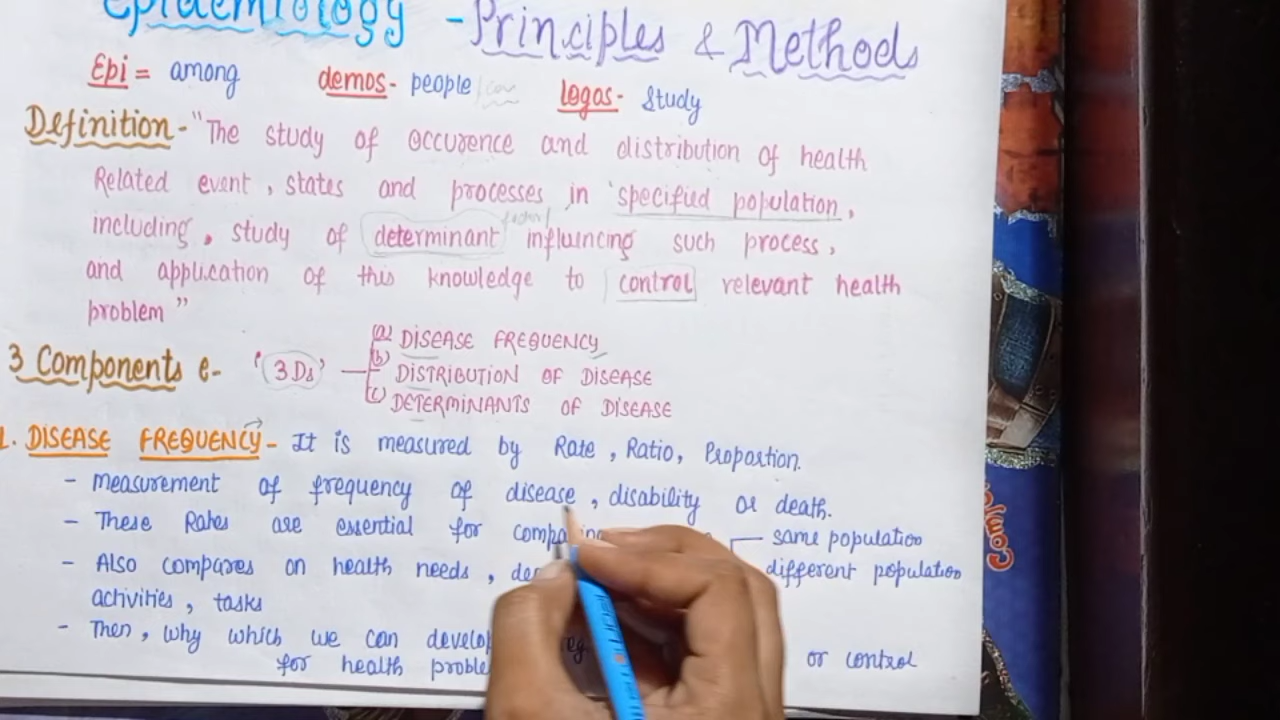 Epidemiology - Principles & Methods
Epi = among demos - people logos - Study
Definition - "The study of occurence and distribution of health
Related event, states and processes in specified population,
including, study of determinant influencing such process,
and application of this knowledge to control relevant health
problem"
3 Components e- '3Ds' (a) DISEASE FREQUENCY
(b) DISTRIBUTION OF DISEASE
(c) DETERMINANTS OF DISEASE
1. DISEASE FREQUENCY - It is measured by Rate, Ratio, Proportion.
- measurement of frequency of disease, disability or death.
- These Rates are essential for same population
- Also compares on health needs, different population
activities, tasks
- Then, why which we can develop eg.
for health or control